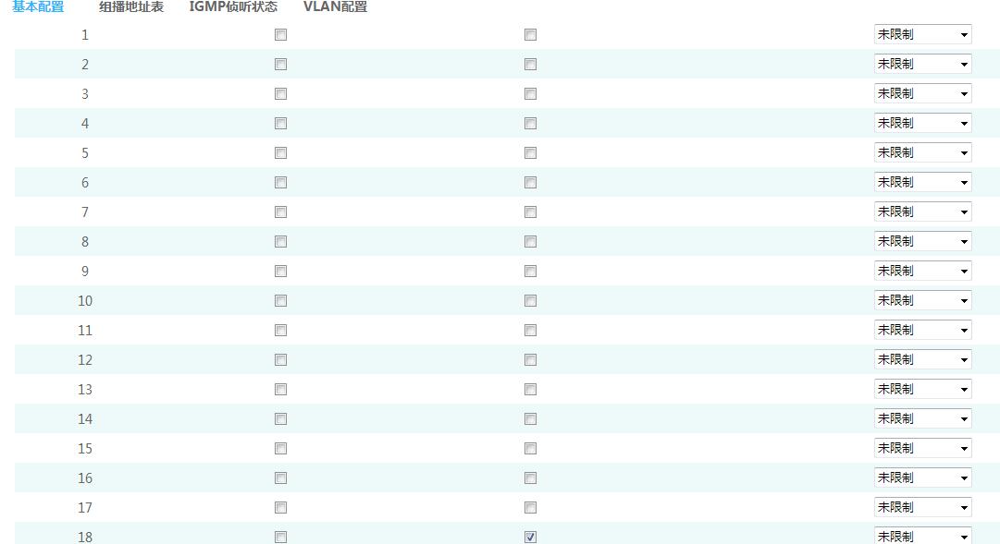 基本配置 组播地址表 IGMP侦听状态 VLAN配置
1 未限制
2 未限制
3 未限制
4 未限制
5 未限制
6 未限制
7 未限制
8 未限制
9 未限制
10 未限制
11 未限制
12 未限制
13 未限制
14 未限制
15 未限制
16 未限制
17 未限制
18 未限制